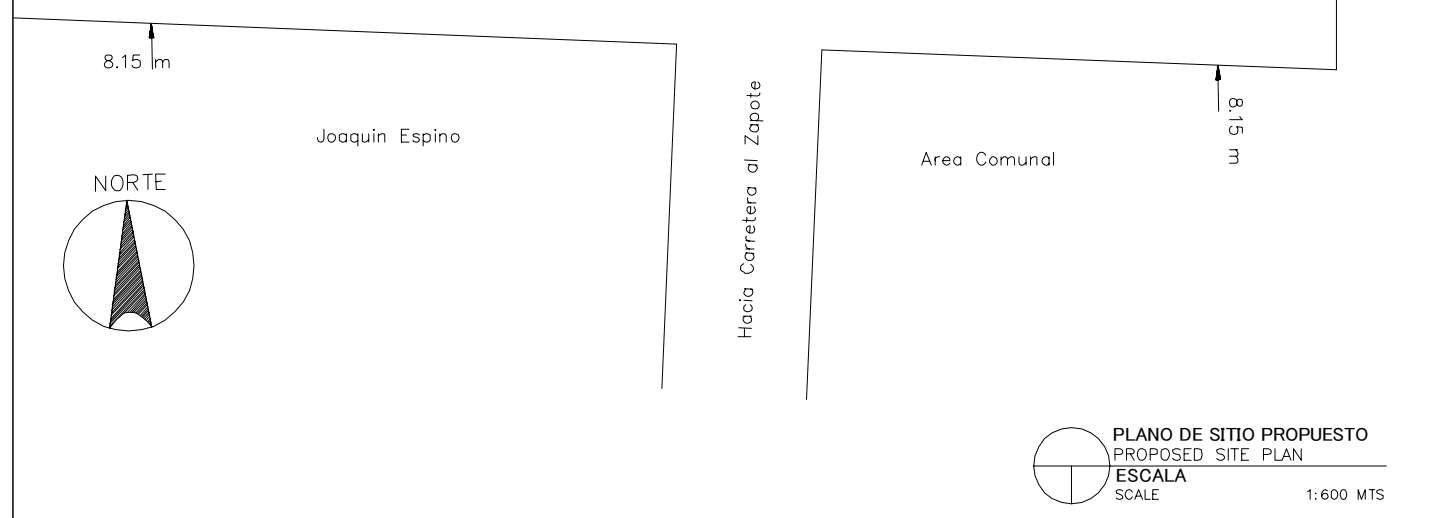 8.15 m
8.15 m
Joaquin Espino
Hacia Carretera al Zapote
Area Comunal
NORTE
PLANO DE SITIO PROPUESTO
PROPOSED SITE PLAN
ESCALA
SCALE 1:600 MTS